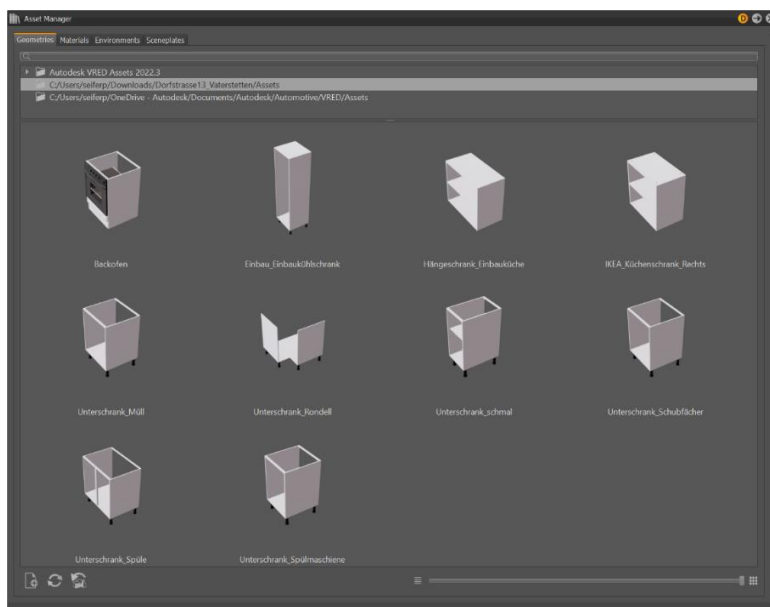 Asset Manager
D
Geometries Materials Environments Sceneplates
Autodesk VRED Assets 2022.3
C:/Users/seiferp/Downloads/Dorfstrasse13_Vaterstetten/Assets
C:/Users/seiferp/OneDrive - Autodesk/Documents/Autodesk/Automotive/VRED/Assets
Backofen Einbau_Einbaukühlschrank Hängeschrank_Einbauküche IKEA_Küchenschrank_Rechts
Unterschrank_Müll Unterschrank_Rondell Unterschrank_schmal Unterschrank_Schubfächer
Unterschrank_Spüle Unterschrank_Spülmaschiene